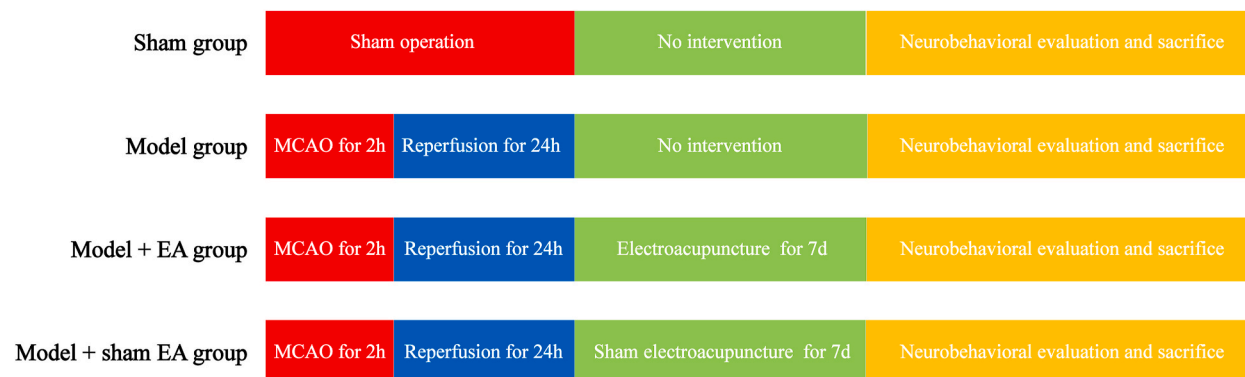 Sham group Sham operation No intervention Neurobehavioral evaluation and sacrifice
Model group MCAO for 2h Reperfusion for 24h No intervention Neurobehavioral evaluation and sacrifice
Model + EA group MCAO for 2h Reperfusion for 24h Electroacupuncture for 7d Neurobehavioral evaluation and sacrifice
Model + sham EA group MCAO for 2h Reperfusion for 24h Sham electroacupuncture for 7d Neurobehavioral evaluation and sacrifice